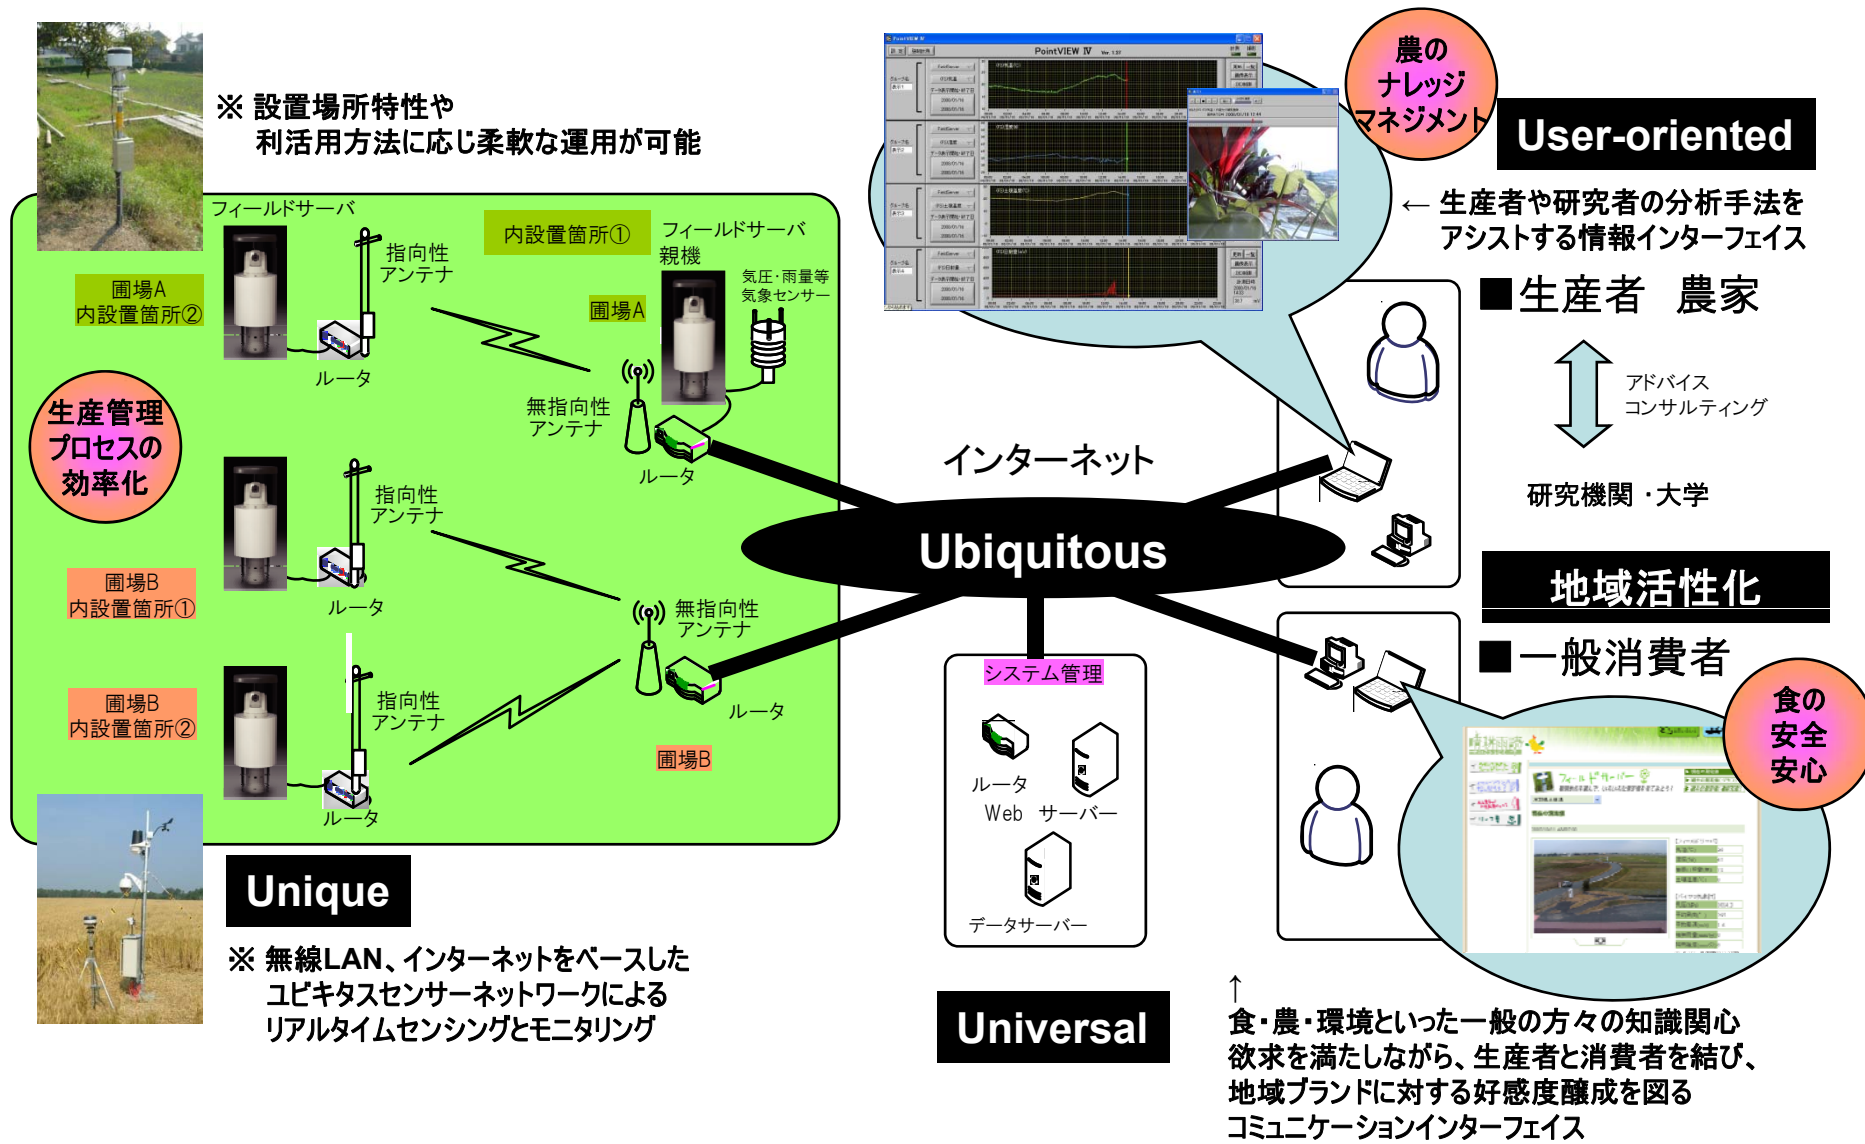 ※ 設置場所特性や
利活用方法に応じ柔軟な運用が可能
フィールドサーバ
指向性
アンテナ
圃場A
内設置箇所②
ルータ
内設置箇所①
フィールドサーバ
親機
気圧・雨量等
気象センサー
圃場A
無指向性
アンテナ
ルータ
生産管理
プロセスの
効率化
指向性
アンテナ
圃場B
内設置箇所①
ルータ
無指向性
アンテナ
ルータ
圃場B
指向性
アンテナ
圃場B
内設置箇所②
ルータ
Unique
※ 無線LAN、インターネットをベースした
ユビキタスセンサーネットワークによる
リアルタイムセンシングとモニタリング
PointVIEW Ⅳ
農の
ナレッジ
マネジメント
User-oriented
← 生産者や研究者の分析手法を
アシストする情報インターフェイス
■生産者 農家
アドバイス
コンサルティング
研究機関・大学
インターネット
Ubiquitous
地域活性化
■一般消費者
食の
安全
安心
フィールドサーバー
システム管理
ルータ
Web サーバー
データサーバー
Universal
↑
食・農・環境といった一般の方々の知識関心
欲求を満たしながら、生産者と消費者を結び、
地域ブランドに対する好感度醸成を図る
コミュニケーションインターフェイス